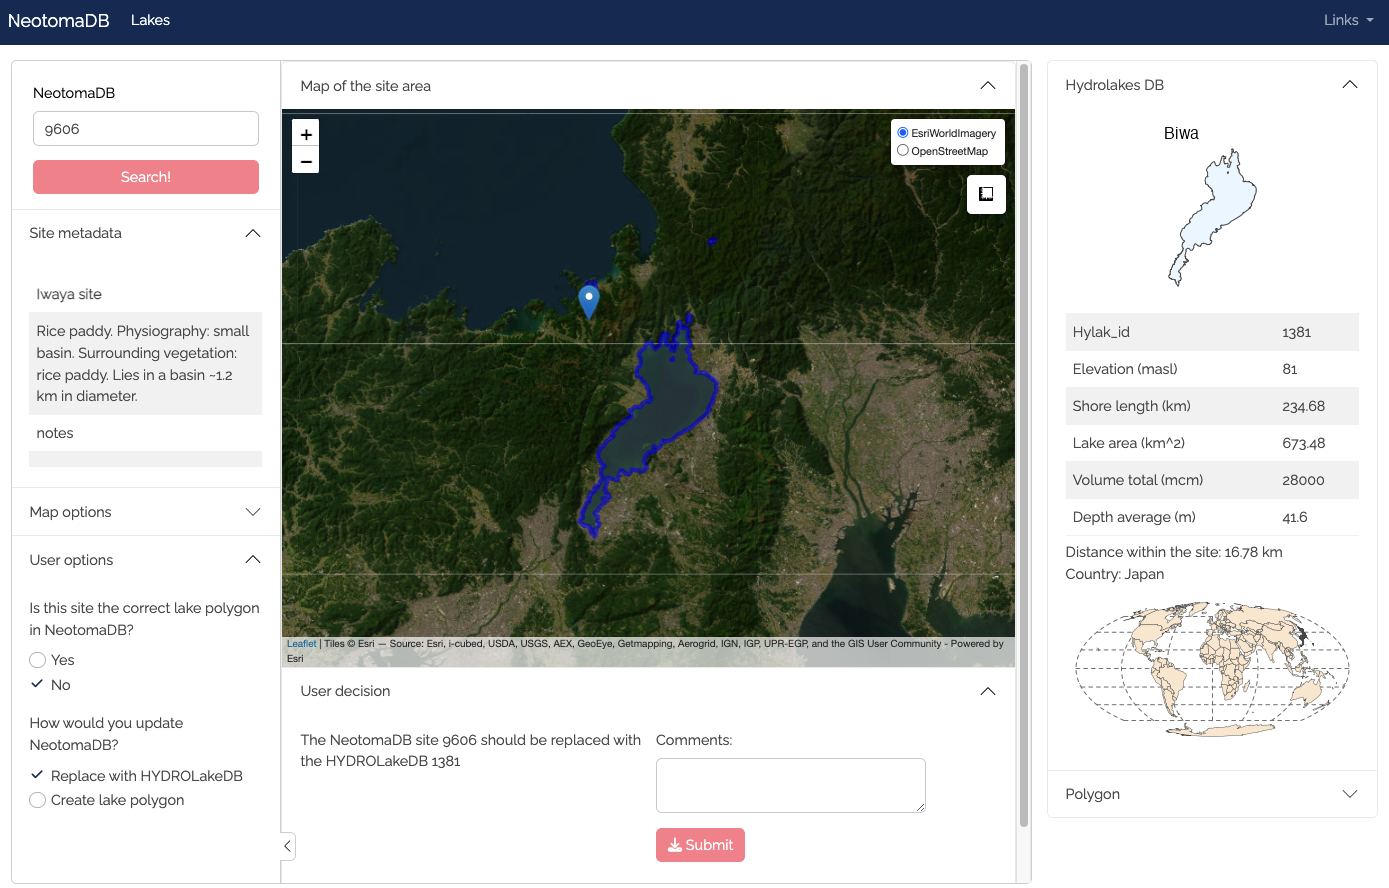 NeotomaDB Lakes Links
NeotomaDB
9606
Search!
Site metadata
Iwaya site
Rice paddy. Physiography: small
basin. Surrounding vegetation:
rice paddy. Lies in a basin ~1.2
km in diameter.
notes
Map options
User options
Is this site the correct lake polygon
in NeotomaDB?
Yes
No
How would you update
NeotomaDB?
Replace with HYDROLakeDB
Create lake polygon
Map of the site area
+
−
EsriWorldImagery
OpenStreetMap
Leaflet | Tiles © Esri — Source: Esri, i-cubed, USDA, USGS, AEX, GeoEye, Getmapping, Aerogrid, IGN, IGP, UPR-EGP, and the GIS User Community - Powered by
Esri
User decision
The NeotomaDB site 9606 should be replaced with
the HYDROLakeDB 1381
Comments:
Submit
Hydrolakes DB
Biwa
Hylak_id 1381
Elevation (masl) 81
Shore length (km) 234.68
Lake area (km^2) 673.48
Volume total (mcm) 28000
Depth average (m) 41.6
Distance within the site: 16.78 km
Country: Japan
Polygon